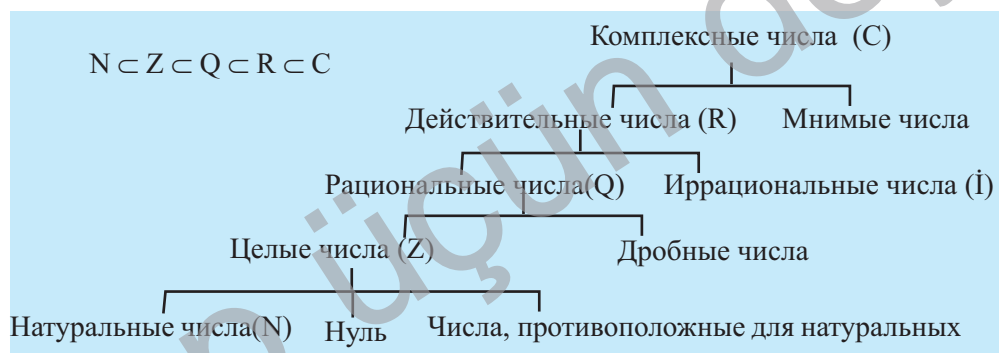 Комплексные числа (C)
N ⊂ Z ⊂ Q ⊂ R ⊂ C
Действительные числа (R) Мнимые числа
Рациональные числа(Q) Иррациональные числа (İ)
Целые числа (Z) Дробные числа
Натуральные числа(N) Нуль Числа, противоположные для натуральных
üçün